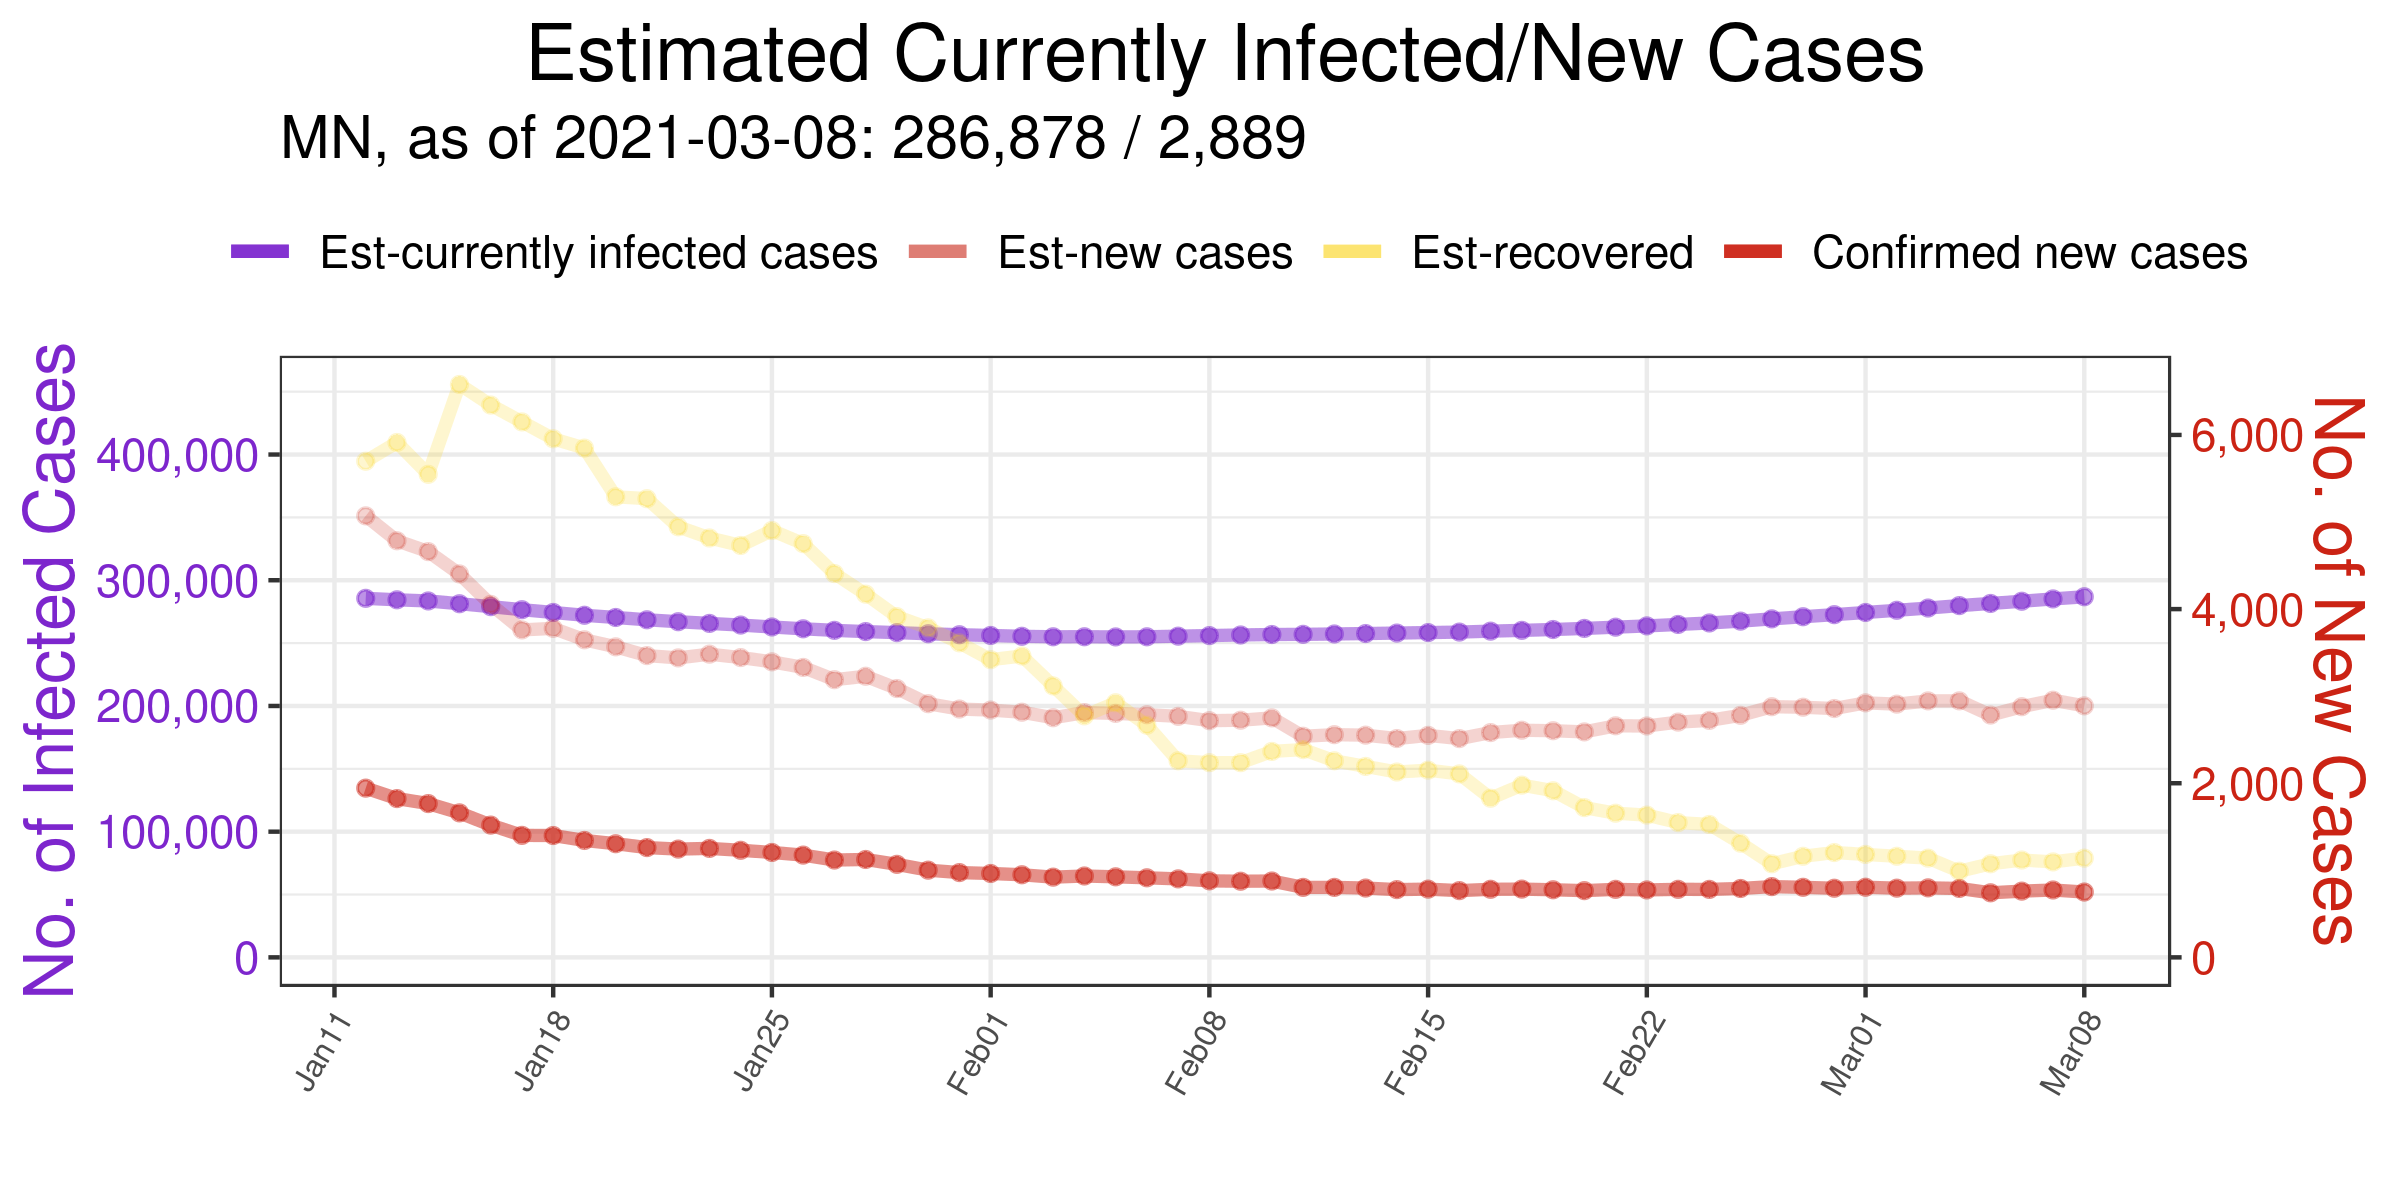 Estimated Currently Infected/New Cases
MN, as of 2021-03-08: 286,878 / 2,889
Est-currently infected cases Est-new cases Est-recovered Confirmed new cases
No. of Infected Cases
400,000
300,000
200,000
100,000
0
6,000
4,000
2,000
0
No. of New Cases
Jan11 Jan18 Jan25 Feb01 Feb08 Feb15 Feb22 Mar01 Mar08